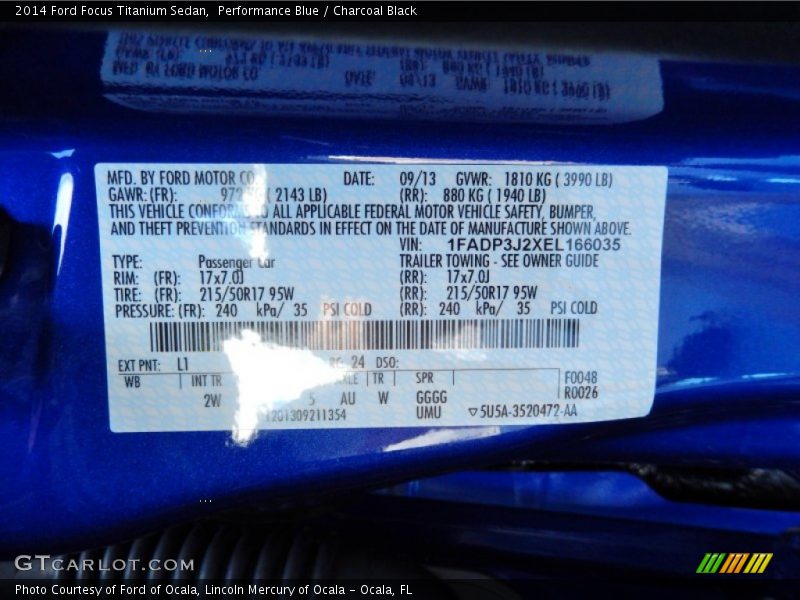 2014 Ford Focus Titanium Sedan, Performance Blue / Charcoal Black
MFD. BY FORD MOTOR CO. DATE: 09/13 GVWR: 1810 KG ( 3990 LB)
GAWR: (FR): KG ( 2143 LB) (RR): 880 KG ( 1940 LB)
THIS VEHICLE CONFORMS TO ALL APPLICABLE FEDERAL MOTOR VEHICLE SAFETY, BUMPER,
AND THEFT PREVENTION STANDARDS IN EFFECT ON THE DATE OF MANUFACTURE SHOWN ABOVE.
VIN: 1FADP3J2XEL166035
TYPE: Passenger Car TRAILER TOWING - SEE OWNER GUIDE
RIM: (FR): 17x7.0J (RR): 17x7.0J
TIRE: (FR): 215/50R17 95W (RR): 215/50R17 95W
PRESSURE: (FR): 240 kPa/ 35 PSI COLD (RR): 240 kPa/ 35 PSI COLD
EXT PNT: L1 24 DSO:
WB INT TR TR SPR F0048
2W 5 AU W GGGG R0026
UMU ▽5U5A-3520472-AA
GTCARLOT.COM
Photo Courtesy of Ford of Ocala, Lincoln Mercury of Ocala - Ocala, FL